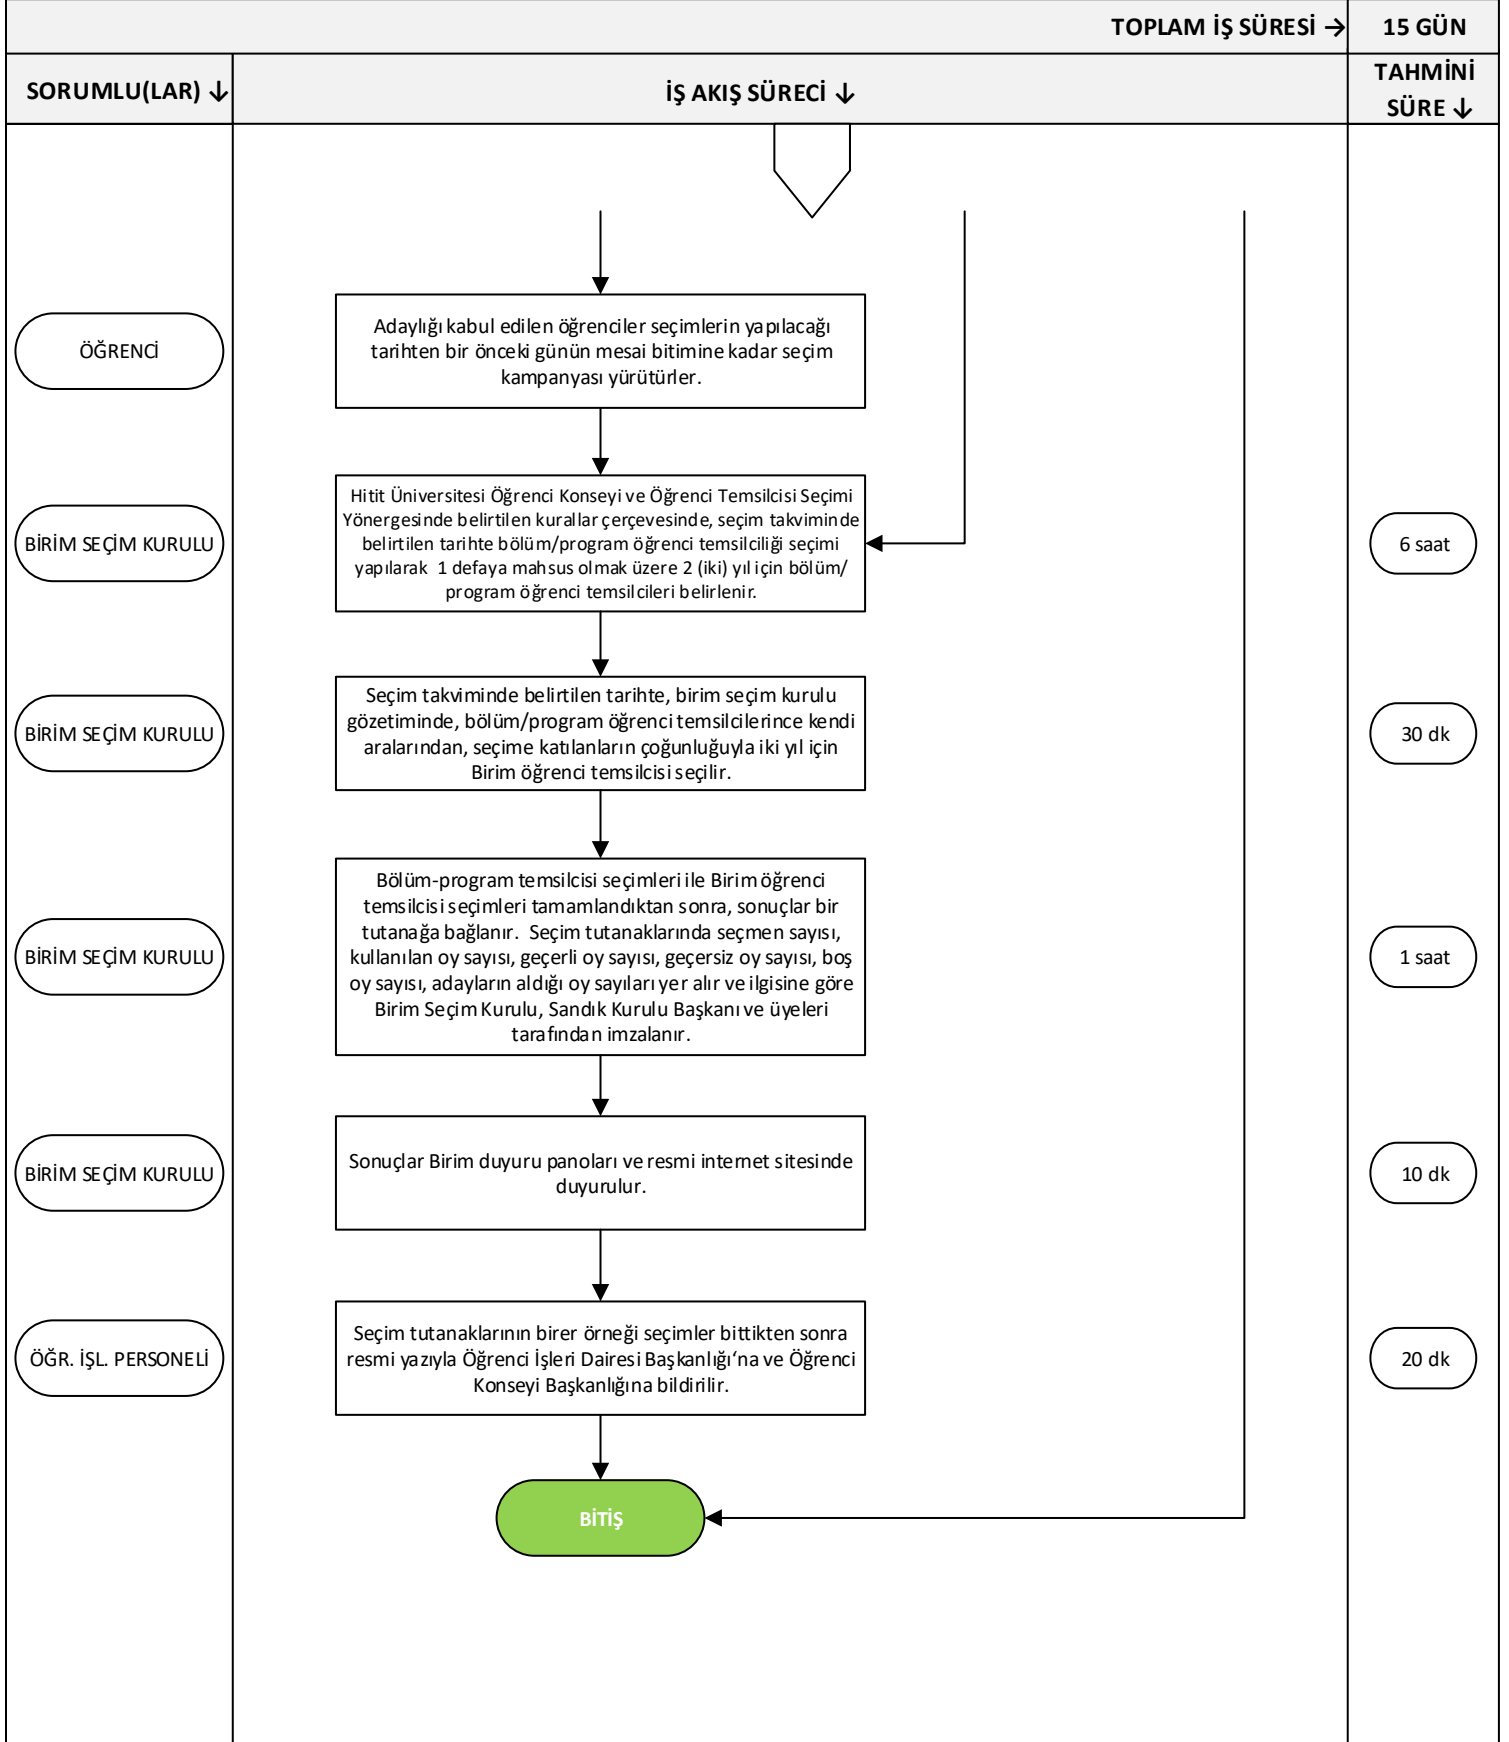 TOPLAM İŞ SÜRESİ →
15 GÜN
SORUMLU(LAR) ↓
İŞ AKIŞ SÜRECİ ↓
TAHMİNİ
SÜRE ↓
ÖĞRENCİ
Adaylığı kabul edilen öğrenciler seçimlerin yapılacağı
tarihten bir önceki günün mesai bitimine kadar seçim
kampanyası yürütürler.
BİRİM SEÇİM KURULU
Hitit Üniversitesi Öğrenci Konseyi ve Öğrenci Temsilcisi Seçimi
Yönergesinde belirtilen kurallar çerçevesinde, seçim takviminde
belirtilen tarihte bölüm/program öğrenci temsilciliği seçimi
yapılarak 1 defaya mahsus olmak üzere 2 (iki) yıl için bölüm/
program öğrenci temsilcileri belirlenir.
6 saat
BİRİM SEÇİM KURULU
Seçim takviminde belirtilen tarihte, birim seçim kurulu
gözetiminde, bölüm/program öğrenci temsilcilerince kendi
aralarından, seçime katılanların çoğunluğuyla iki yıl için
Birim öğrenci temsilcisi seçilir.
30 dk
BİRİM SEÇİM KURULU
Bölüm-program temsilcisi seçimleri ile Birim öğrenci
temsilcisi seçimleri tamamlandıktan sonra, sonuçlar bir
tutanağa bağlanır. Seçim tutanaklarında seçmen sayısı,
kullanılan oy sayısı, geçerli oy sayısı, geçersiz oy sayısı, boş
oy sayısı, adayların aldığı oy sayıları yer alır ve ilgisine göre
Birim Seçim Kurulu, Sandık Kurulu Başkanı ve üyeleri
tarafından imzalanır.
1 saat
BİRİM SEÇİM KURULU
Sonuçlar Birim duyuru panoları ve resmi internet sitesinde
duyurulur.
10 dk
ÖĞR. İŞL. PERSONELİ
Seçim tutanaklarının birer örneği seçimler bittikten sonra
resmi yazıyla Öğrenci İşleri Dairesi Başkanlığı‘na ve Öğrenci
Konseyi Başkanlığına bildirilir.
20 dk
BİTİŞ